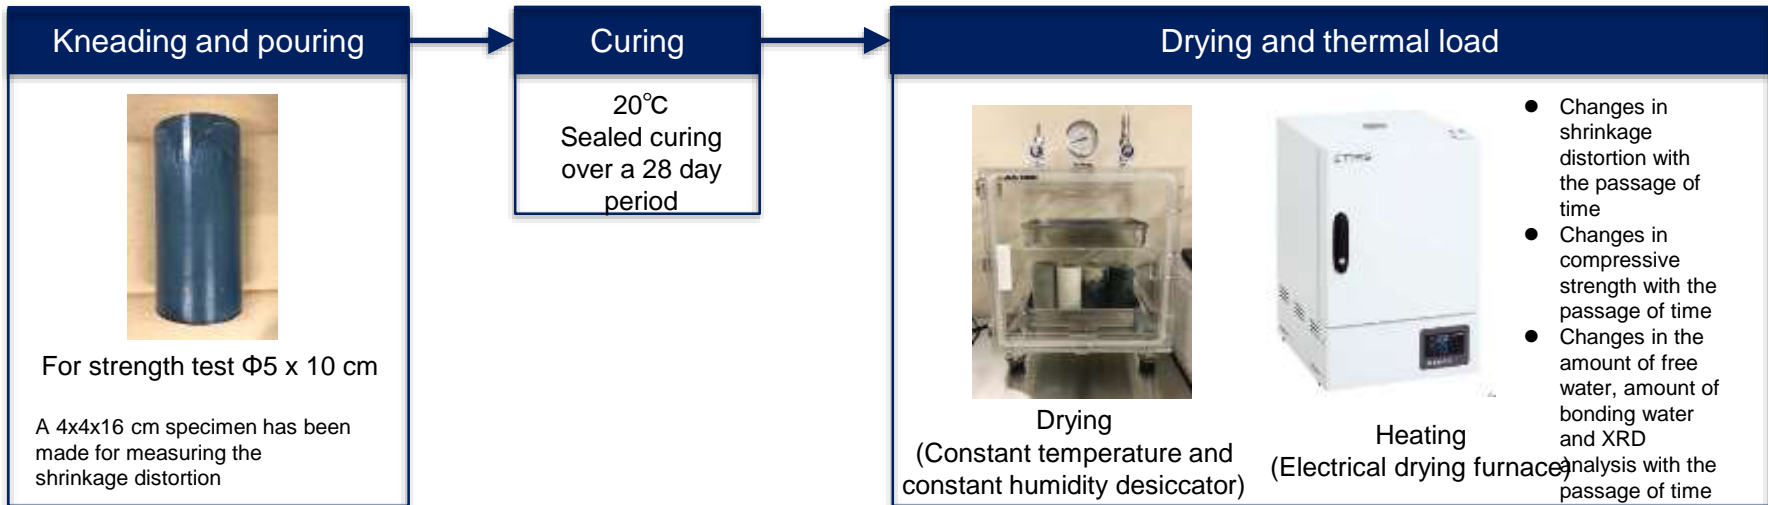 Kneading and pouring
Curing
Drying and thermal load
For strength test Φ5 x 10 cm
A 4x4x16 cm specimen has been
made for measuring the
shrinkage distortion
20℃
Sealed curing
over a 28 day
period
Drying
(Constant temperature and
constant humidity desiccator)
Heating
(Electrical drying furnace)
● Changes in
shrinkage
distortion with
the passage of
time
● Changes in
compressive
strength with the
passage of time
● Changes in the
amount of free
water, amount of
bonding water
and XRD
analysis with the
passage of time